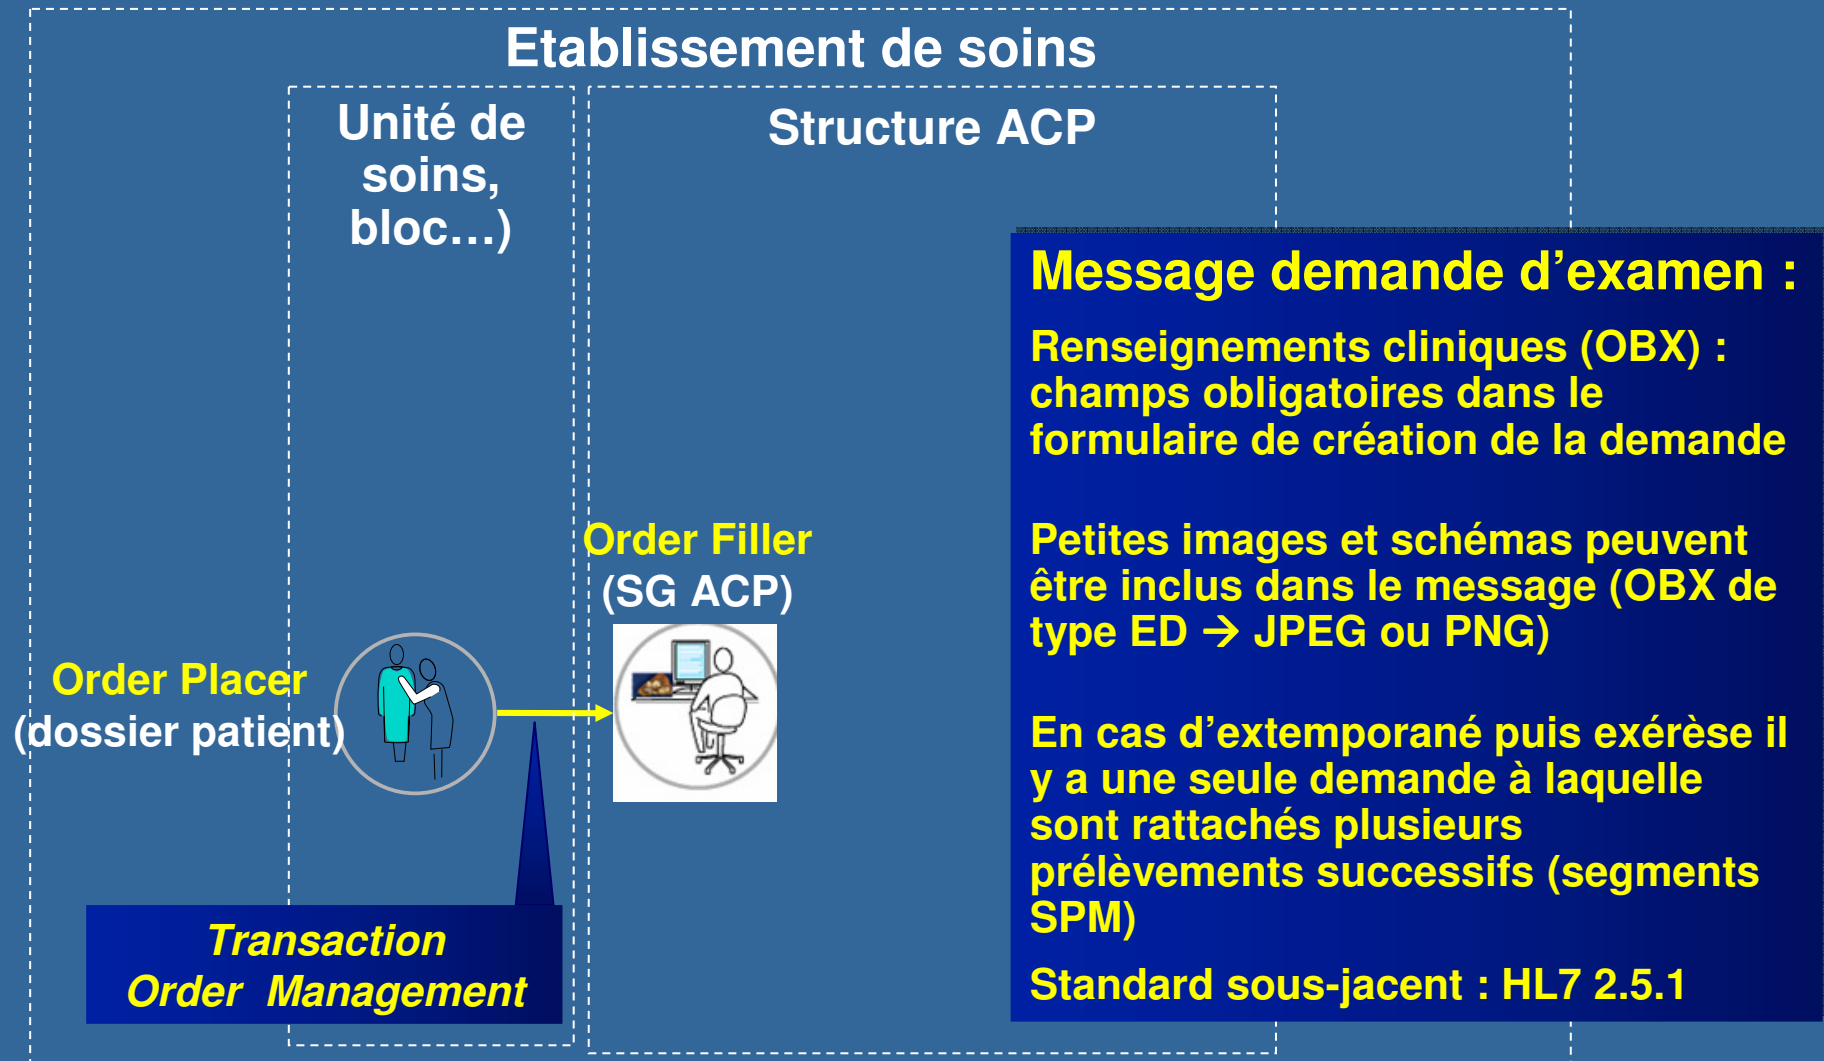 Etablissement de soins
Unité de
soins,
bloc…)
Structure ACP
Message demande d’examen :
Renseignements cliniques (OBX) :
champs obligatoires dans le
formulaire de création de la demande
Petites images et schémas peuvent
être inclus dans le message (OBX de
type ED → JPEG ou PNG)
En cas d’extemporané puis exérèse il
y a une seule demande à laquelle
sont rattachés plusieurs
prélèvements successifs (segments
SPM)
Standard sous-jacent : HL7 2.5.1
Order Filler
(SG ACP)
Order Placer
(dossier patient)
Transaction
Order Management